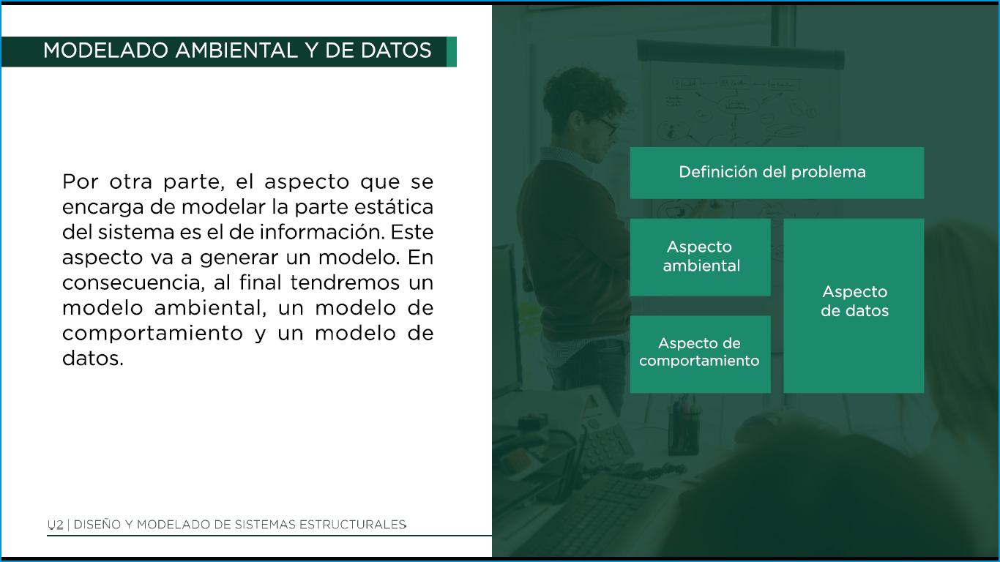 MODELADO AMBIENTAL Y DE DATOS
Por otra parte, el aspecto que se
encarga de modelar la parte estática
del sistema es el de información. Este
aspecto va a generar un modelo. En
consecuencia, al final tendremos un
modelo ambiental, un modelo de
comportamiento y un modelo de
datos.
Definición del problema
Aspecto
ambiental
Aspecto de
comportamiento
Aspecto
de datos
U2 | DISEÑO Y MODELADO DE SISTEMAS ESTRUCTURALES